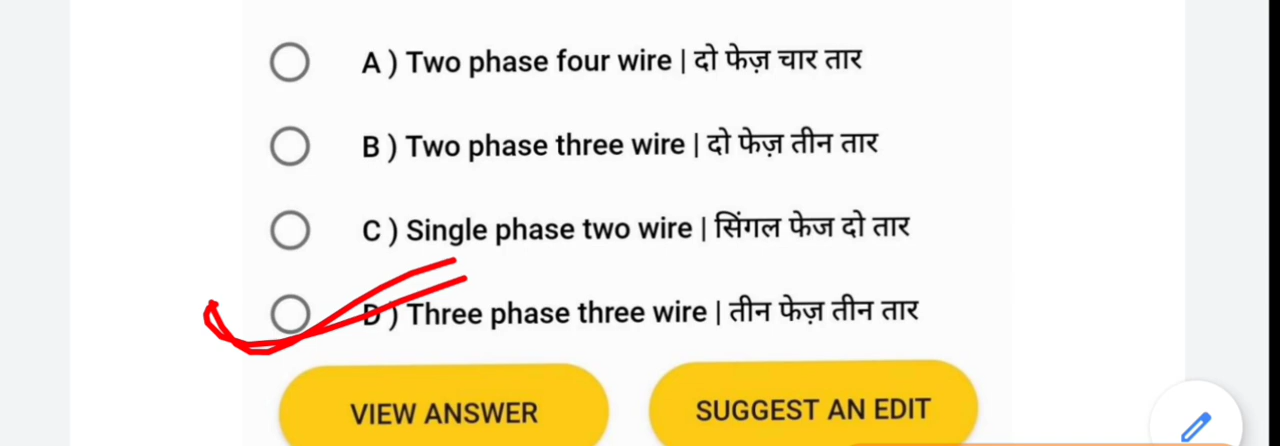 A ) Two phase four wire | दो फेज़ चार तार
B ) Two phase three wire | दो फेज़ तीन तार
C ) Single phase two wire | सिंगल फेज दो तार
D ) Three phase three wire | तीन फेज़ तीन तार
VIEW ANSWER
SUGGEST AN EDIT